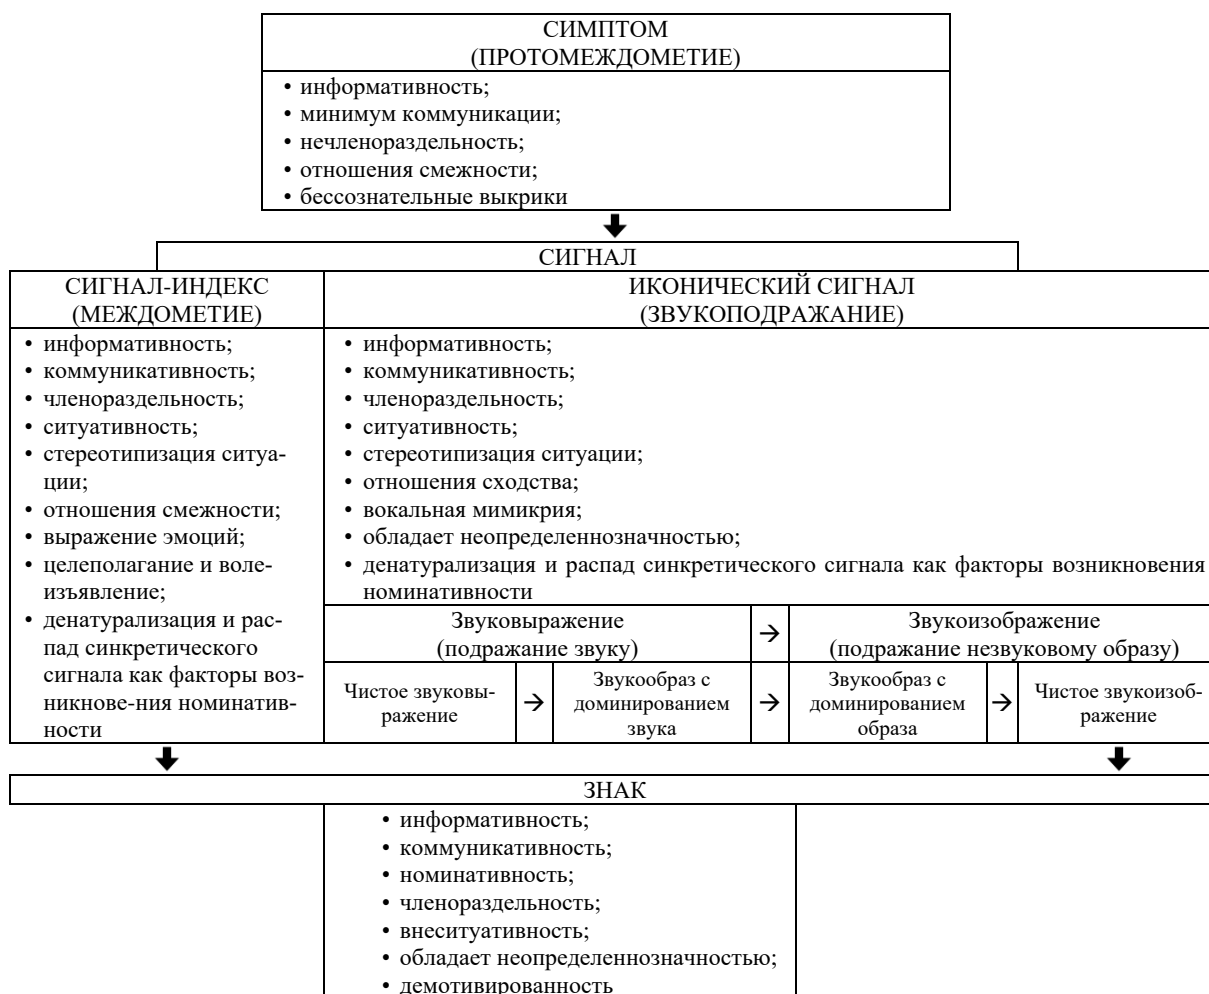 СИМПТОМ
(ПРОТОМЕЖДОМЕТИЕ)
• информативность;
• минимум коммуникации;
• нечленораздельность;
• отношения смежности;
• бессознательные выкрики
СИГНАЛ
СИГНАЛ-ИНДЕКС
(МЕЖДОМЕТИЕ)
• информативность;
• коммуникативность;
• членораздельность;
• ситуативность;
• стереотипизация ситуа-
ции;
• отношения смежности;
• выражение эмоций;
• целеполагание и воле-
изъявление;
• денатурализация и рас-
пад синкретического
сигнала как факторы воз-
никнове-ния номинатив-
ности
ИКОНИЧЕСКИЙ СИГНАЛ
(ЗВУКОПОДРАЖАНИЕ)
• информативность;
• коммуникативность;
• членораздельность;
• ситуативность;
• стереотипизация ситуации;
• отношения сходства;
• вокальная мимикрия;
• обладает неопределеннозначностью;
• денатурализация и распад синкретического сигнала как факторы возникновения
номинативности
Звуковыражение
(подражание звуку)
→
Звукоизображение
(подражание незвуковому образу)
Чистое звуковы-
ражение
→
Звукообраз с
доминированием
звука
→
Звукообраз с
доминированием
образа
→
Чистое звукоизоб-
ражение
ЗНАК
• информативность;
• коммуникативность;
• номинативность;
• членораздельность;
• внеситуативность;
• обладает неопределеннозначностью;
• демотивированность